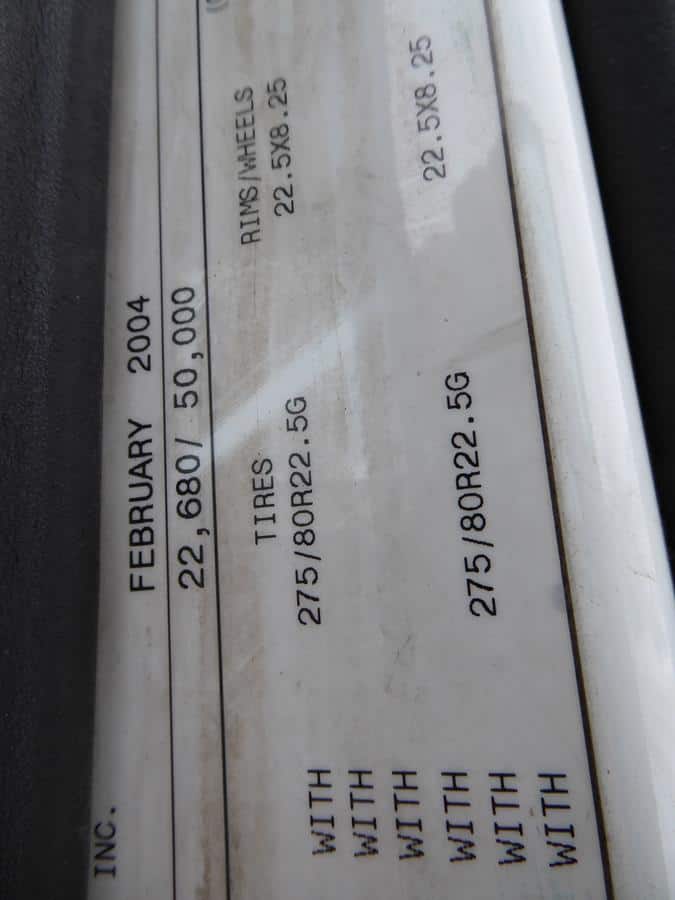 INC.
FEBRUARY 2004
22,680/ 50,000
TIRES RIMS/WHEELS
WITH 275/80R22.5G 22.5X8.25
WITH
WITH
WITH
WITH 275/80R22.5G 22.5X8.25
WITH